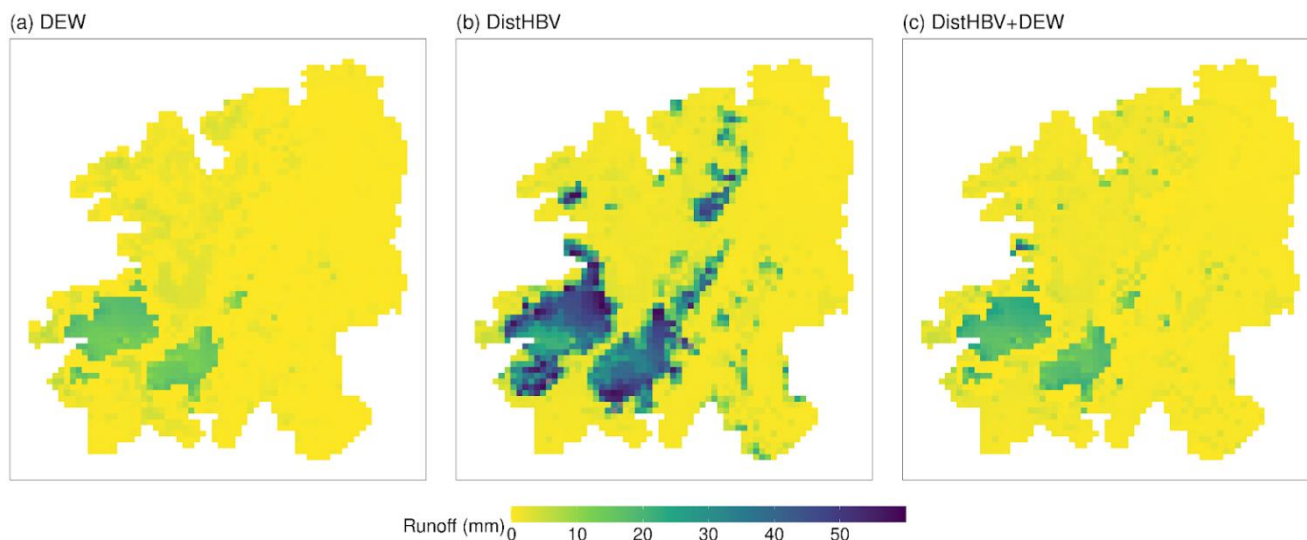 (a) DEW
(b) DistHBV
(c) DistHBV+DEW
Runoff (mm)
0 10 20 30 40 50